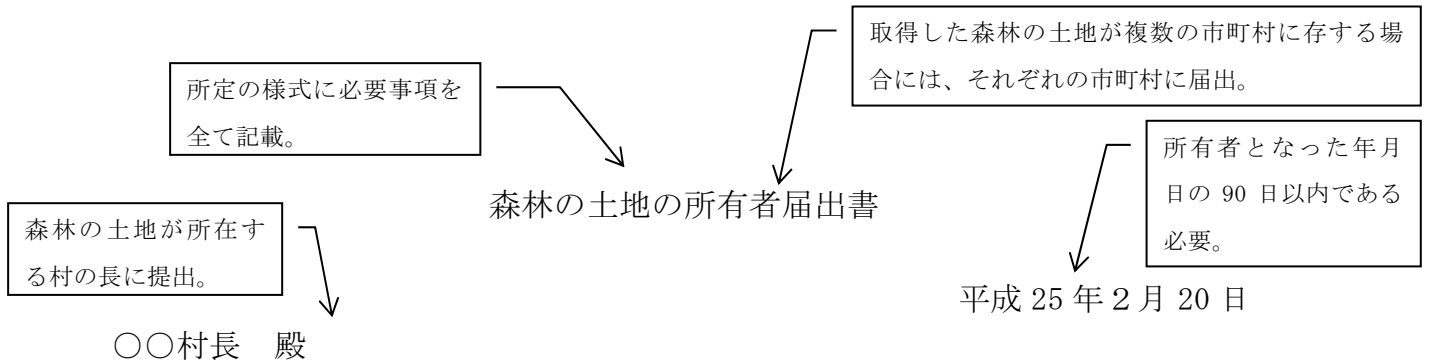 取得した森林の土地が複数の市町村に存する場
合には、それぞれの市町村に届出。
所定の様式に必要事項を
全て記載。
所有者となった年月
日の 90 日以内である
必要。
森林の土地の所有者届出書
森林の土地が所在す
る村の長に提出。
平成 25 年２月 20 日
〇〇村長　殿